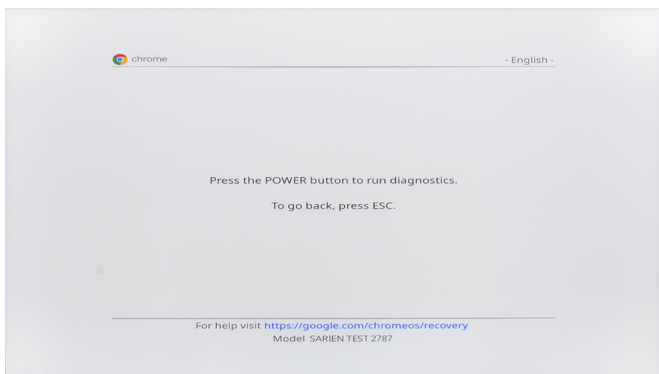 chrome
- English -
Press the POWER button to run diagnostics.
To go back, press ESC.
For help visit https://google.com/chromeos/recovery
Model SARIEN TEST 2787